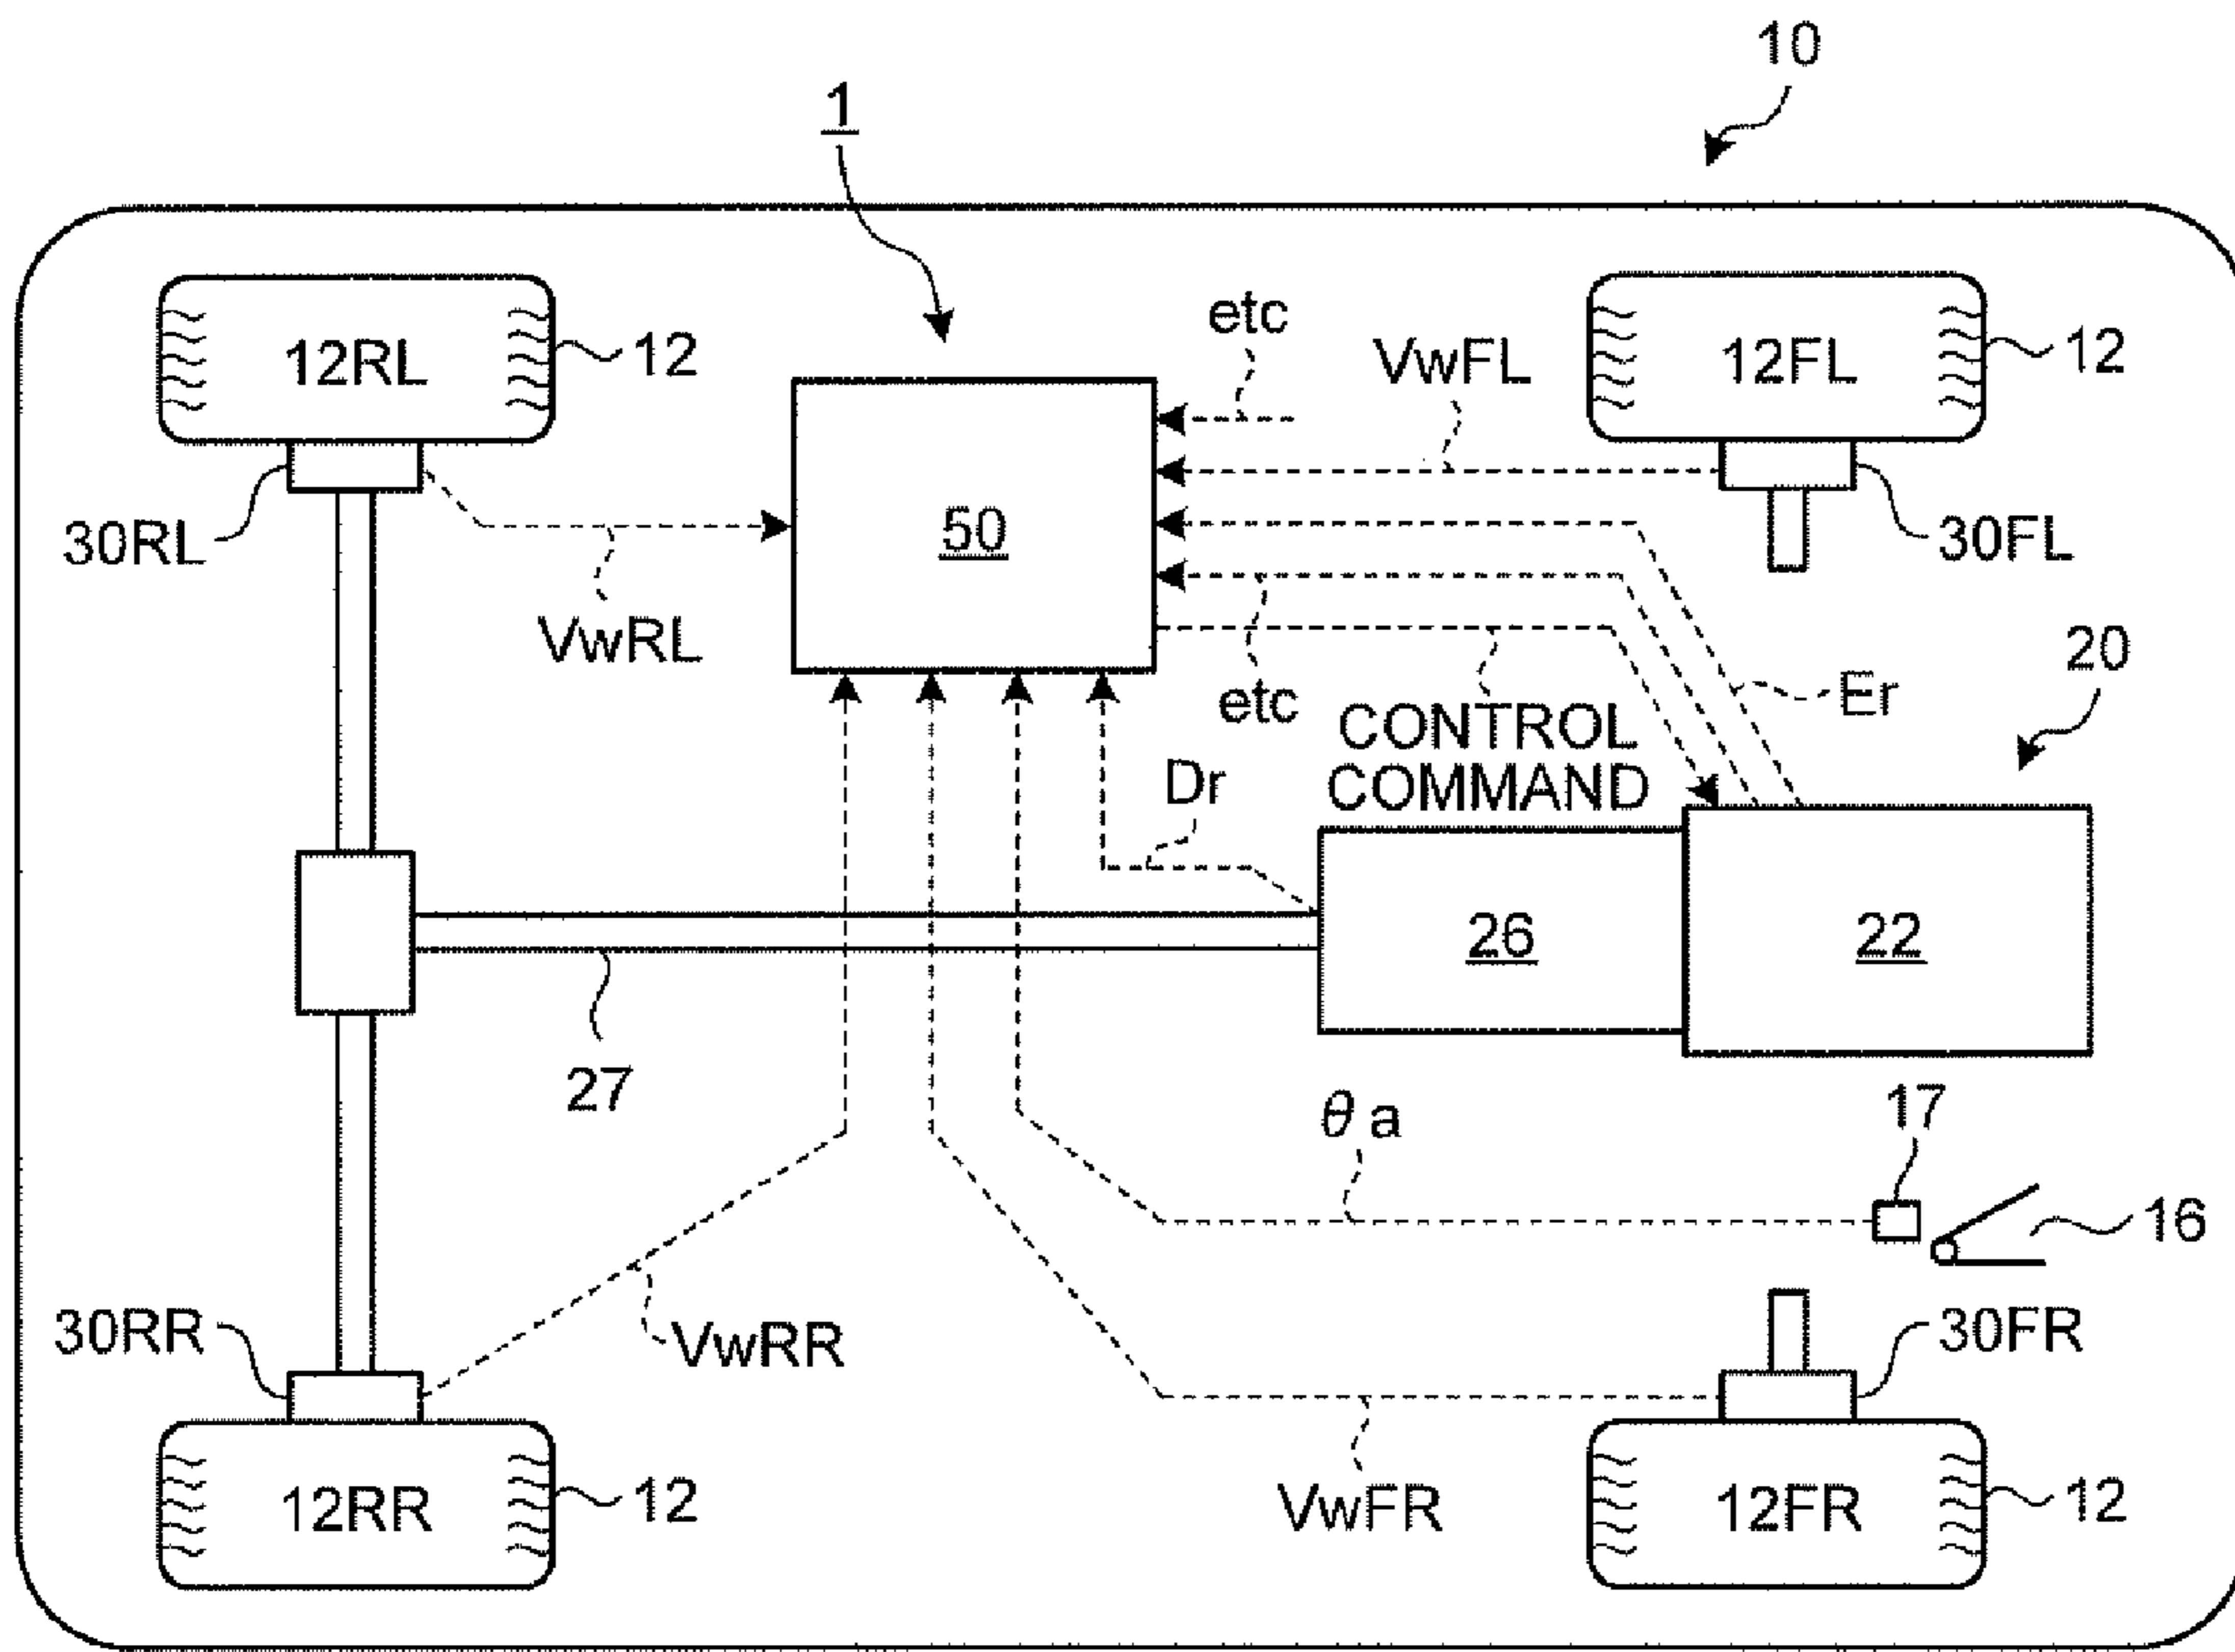 10
1
12RL
12
etc
VwFL
12FL
12
30RL
50
30FL
VwRL
etc
Er
20
CONTROL
COMMAND
Dr
26
22
27
θa
17
16
30RR
VwRR
30FR
12RR
12
VwFR
12FR
12